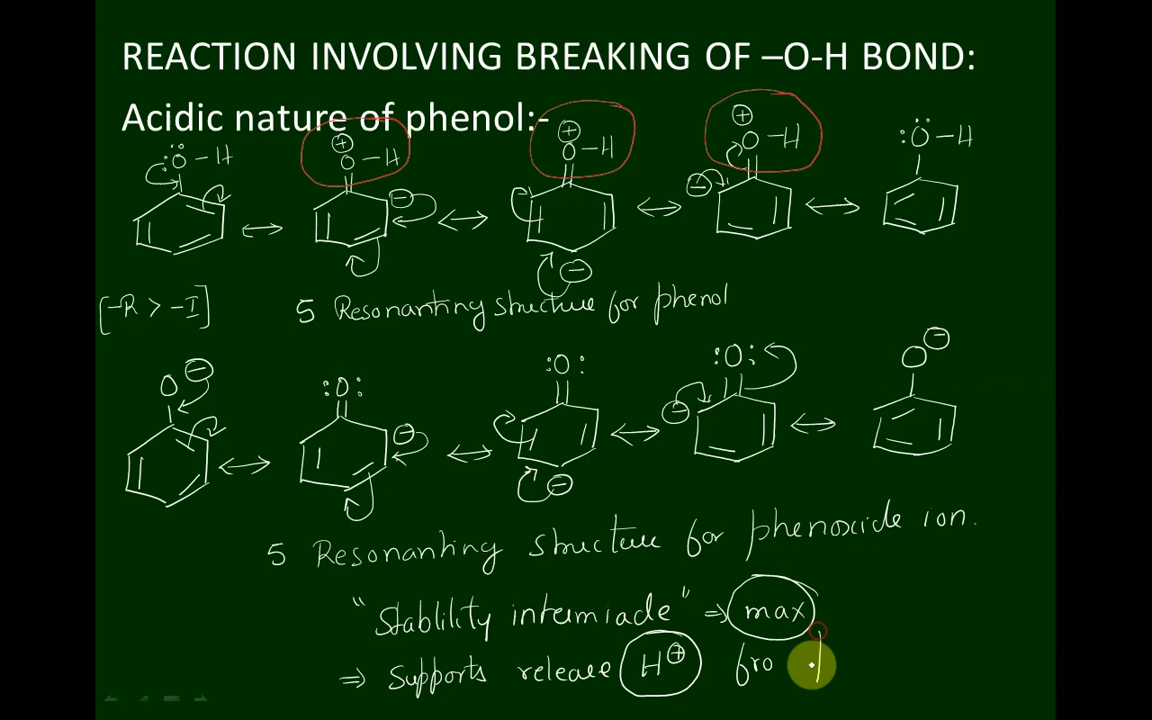 REACTION INVOLVING BREAKING OF –O-H BOND:
Acidic nature of phenol:-
:Ö-H ⊕ O-H ⊕ O-H ⊕ O-H :Ö-H
⊖ ⊖ ⊖
[-R > -I] 5 Resonanting structure for phenol
O⊖ :O: :O: :O: O⊖
⊖ ⊖ ⊖
5 Resonanting structure for phenoxide ion.
"Stablility intermiade" ⇒ max
⇒ Supports release H⊕ fro